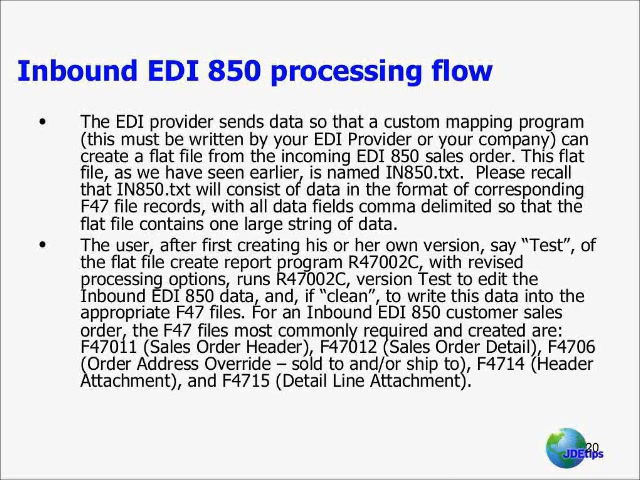 Inbound EDI 850 processing flow
• The EDI provider sends data so that a custom mapping program
(this must be written by your EDI Provider or your company) can
create a flat file from the incoming EDI 850 sales order. This flat
file, as we have seen earlier, is named IN850.txt.  Please recall
that IN850.txt will consist of data in the format of corresponding
F47 file records, with all data fields comma delimited so that the
flat file contains one large string of data.
• The user, after first creating his or her own version, say “Test”, of
the flat file create report program R47002C, with revised
processing options, runs R47002C, version Test to edit the
Inbound EDI 850 data, and, if “clean”, to write this data into the
appropriate F47 files. For an Inbound EDI 850 customer sales
order, the F47 files most commonly required and created are:
F47011 (Sales Order Header), F47012 (Sales Order Detail), F4706
(Order Address Override – sold to and/or ship to), F4714 (Header
Attachment), and F4715 (Detail Line Attachment).
20
JDEtips